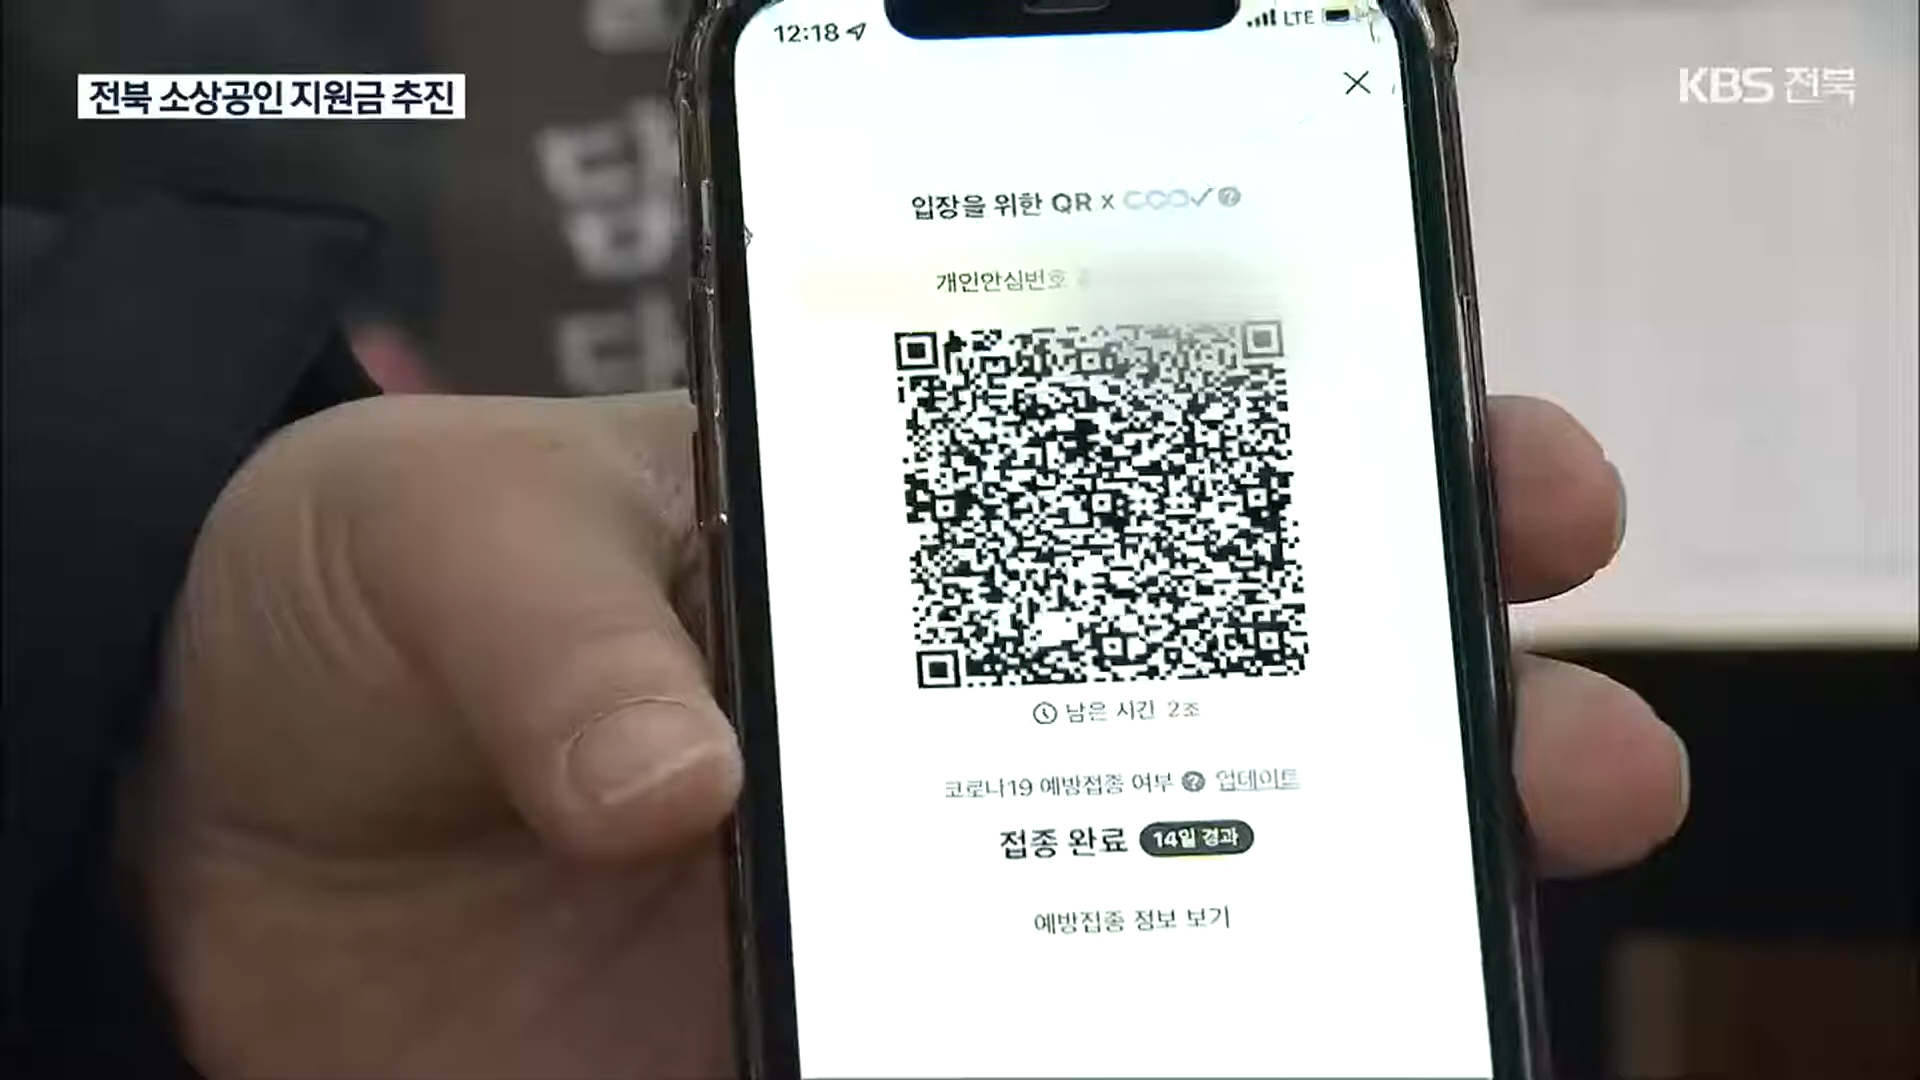 12:18
LTE
전북 소상공인 지원금 추진
KBS 전북
입장을 위한 QR x COOV
개인안심번호
남은 시간 2초
코로나19 예방접종 여부 업데이트
접종 완료 14일 경과
예방접종 정보 보기